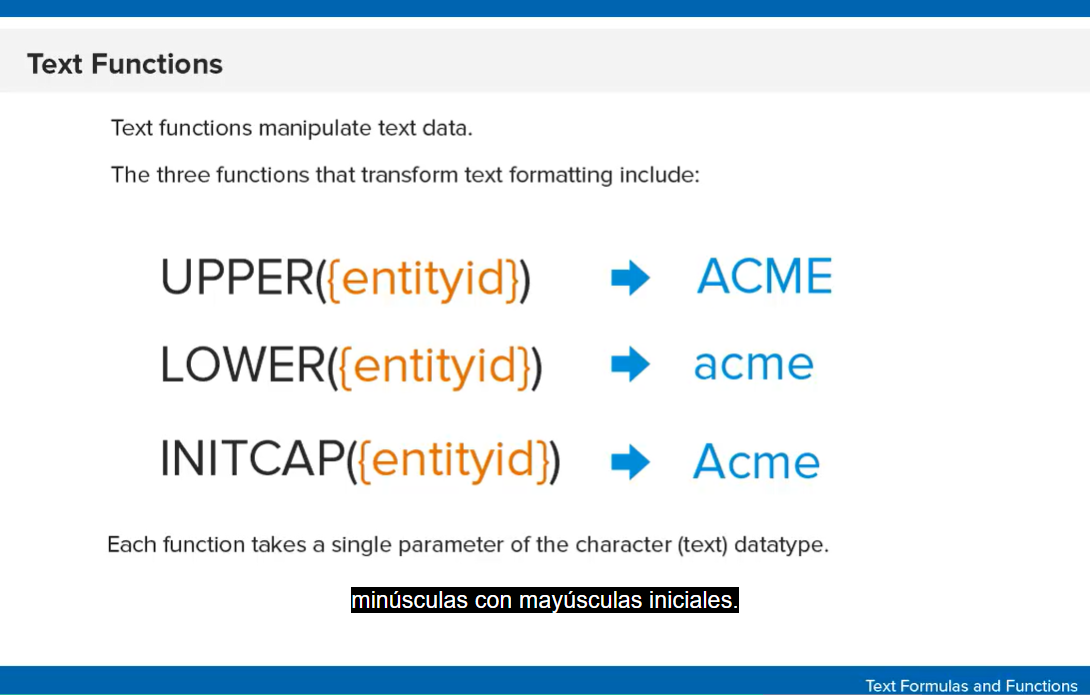 Text Functions
Text functions manipulate text data.
The three functions that transform text formatting include:
UPPER({entityid}) ACME
LOWER({entityid}) acme
INITCAP({entityid}) Acme
Each function takes a single parameter of the character (text) datatype.
minúsculas con mayúsculas iniciales.
Text Formulas and Functions